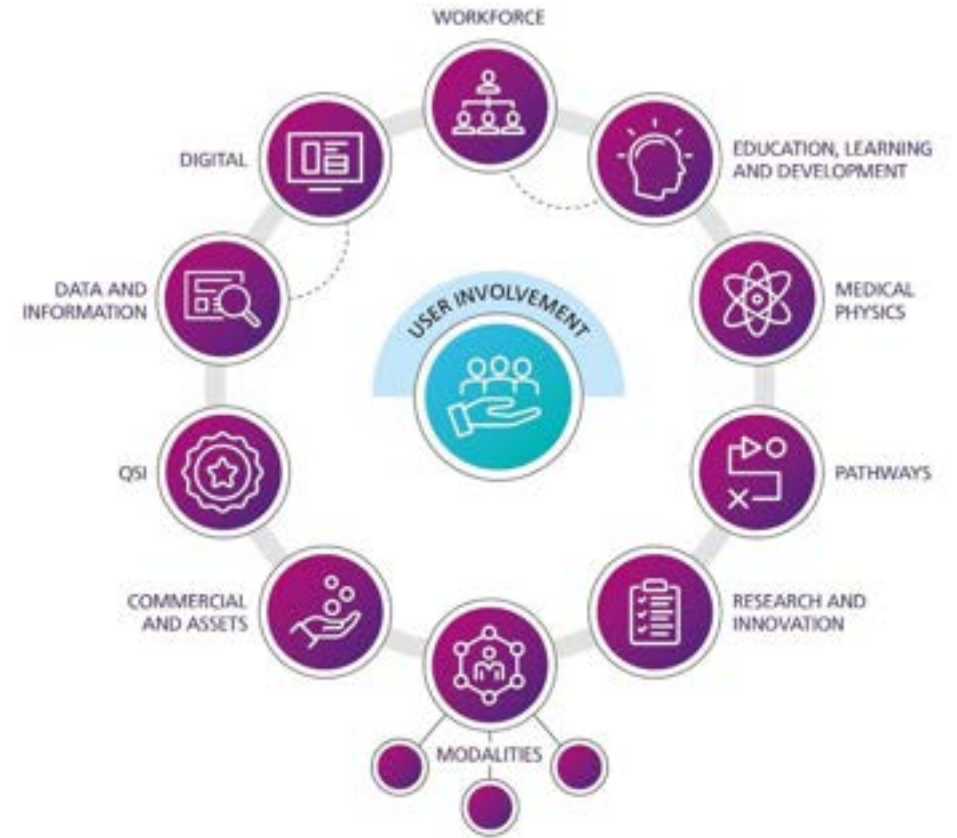 WORKFORCE
DIGITAL
EDUCATION, LEARNING
AND DEVELOPMENT
DATA AND
INFORMATION
USER INVOLVEMENT
MEDICAL
PHYSICS
QSI
PATHWAYS
COMMERCIAL
AND ASSETS
RESEARCH AND
INNOVATION
MODALITIES